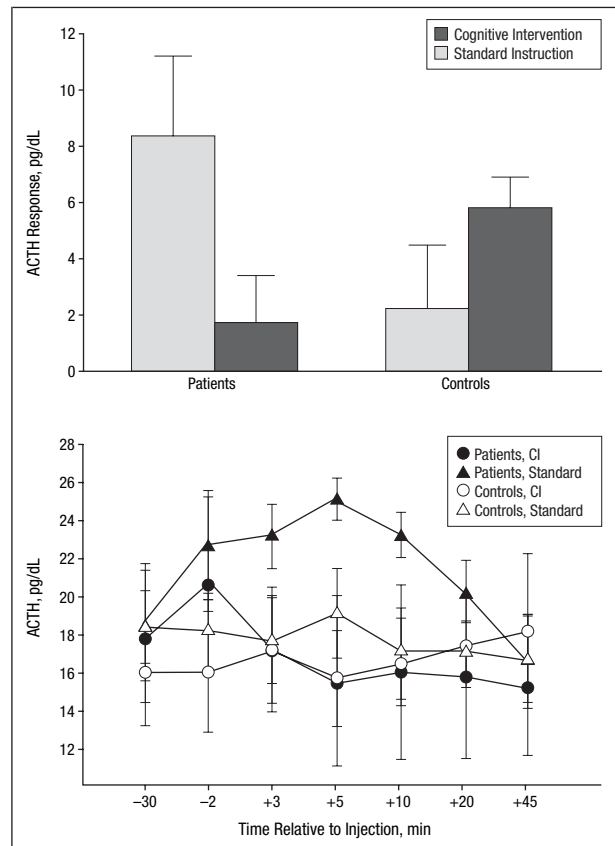 12
10
8
6
4
2
0
ACTH Response, pg/dL
Cognitive Intervention
Standard Instruction
Patients
Controls
28
26
24
22
20
18
16
14
12
ACTH, pg/dL
Patients, CI
Patients, Standard
Controls, CI
Controls, Standard
–30
–2
+3
+5
+10
+20
+45
Time Relative to Injection, min